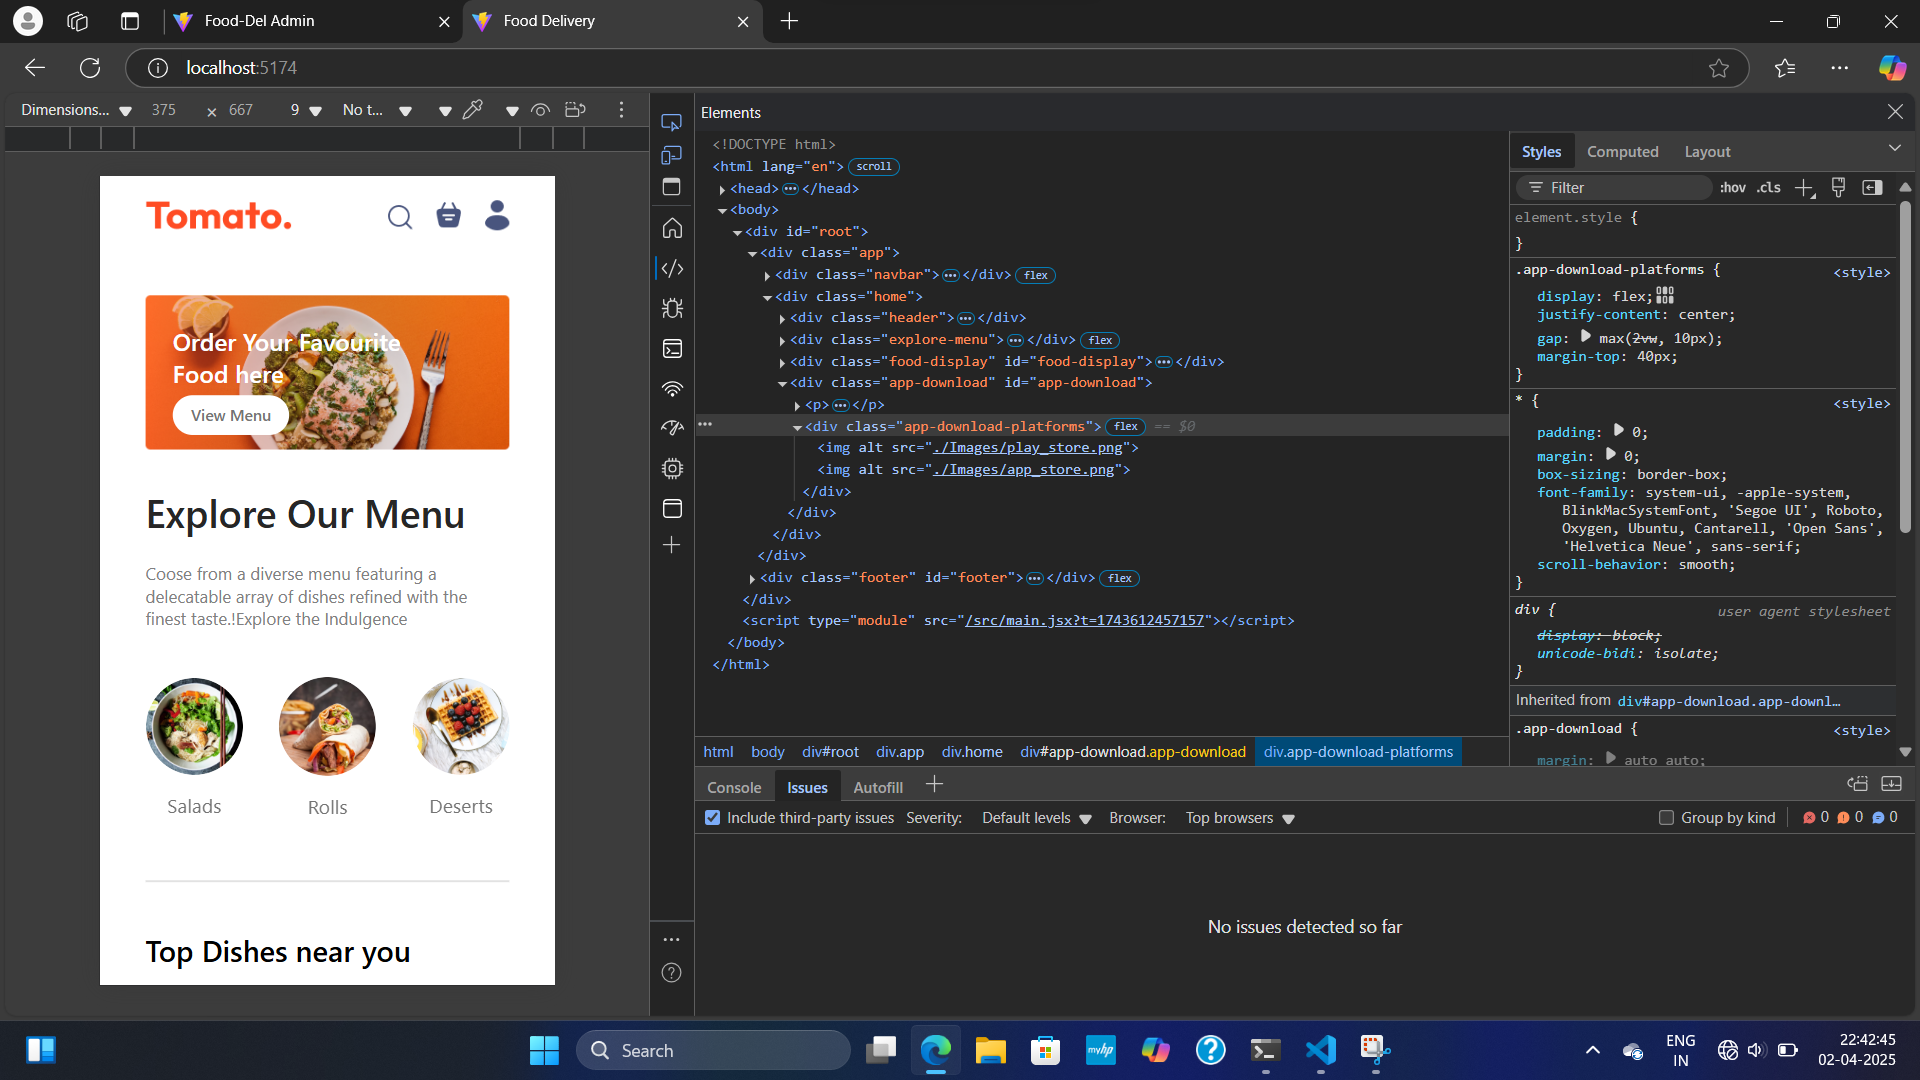 Food-Del Admin
Food Delivery
localhost:5174
Dimensions... 375 × 667 9 No t...
Tomato.
Order Your Favourite
Food here
View Menu
Explore Our Menu
Coose from a diverse menu featuring a
delecatable array of dishes refined with the
finest taste.!Explore the Indulgence
Salads Rolls Deserts
Top Dishes near you
Elements
<!DOCTYPE html>
<html lang="en"> scroll
<head>•••</head>
<body>
<div id="root">
<div class="app">
<div class="navbar">•••</div> flex
<div class="home">
<div class="header">•••</div>
<div class="explore-menu">•••</div> flex
<div class="food-display" id="food-display">•••</div>
<div class="app-download" id="app-download">
<p>•••</p>
••• <div class="app-download-platforms"> flex == $0
<img alt src="./Images/play_store.png">
<img alt src="./Images/app_store.png">
</div>
</div>
</div>
</div>
<div class="footer" id="footer">•••</div> flex
</div>
<script type="module" src="/src/main.jsx?t=1743612457157"></script>
</body>
</html>
html body div#root div.app div.home div#app-download.app-download div.app-download-platforms
Styles Computed Layout
Filter :hov .cls
element.style {
}
.app-download-platforms { <style>
display: flex;
justify-content: center;
gap: max(2vw, 10px);
margin-top: 40px;
}
* { <style>
padding: 0;
margin: 0;
box-sizing: border-box;
font-family: system-ui, -apple-system,
BlinkMacSystemFont, 'Segoe UI', Roboto,
Oxygen, Ubuntu, Cantarell, 'Open Sans',
'Helvetica Neue', sans-serif;
scroll-behavior: smooth;
}
div { user agent stylesheet
display: block;
unicode-bidi: isolate;
}
Inherited from div#app-download.app-downl…
.app-download { <style>
margin: auto auto;
Console Issues Autofill
Include third-party issues Severity: Default levels Browser: Top browsers Group by kind 0 0 0
No issues detected so far
Search
myhp
ENG
IN
22:42:45
02-04-2025